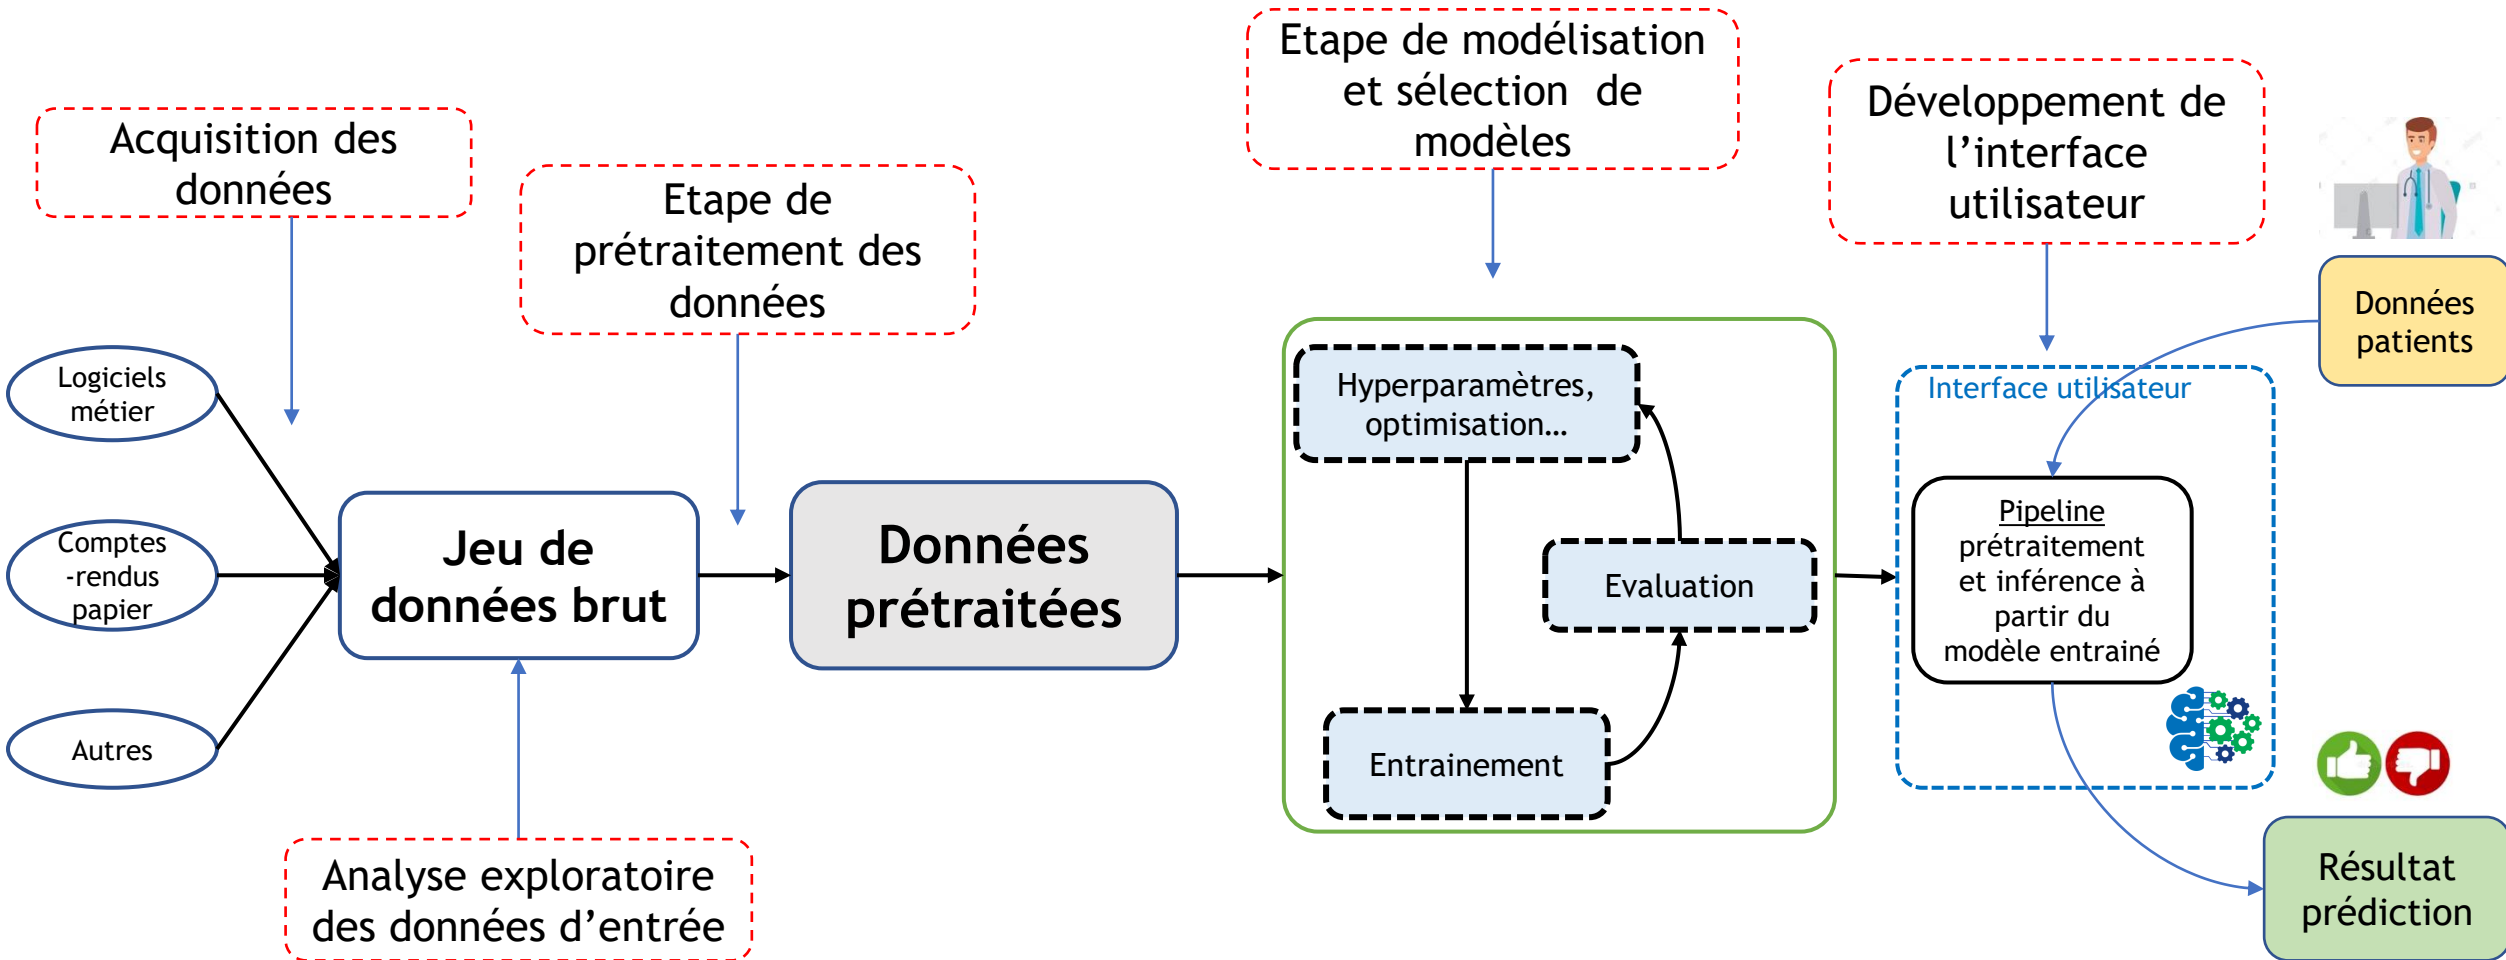 Acquisition des
données
Etape de
prétraitement des
données
Etape de modélisation
et sélection  de
modèles
Développement de
l’interface
utilisateur
Données
patients
Logiciels
métier
Comptes
-rendus
papier
Autres
Jeu de
données brut
Données
prétraitées
Hyperparamètres,
optimisation…
Evaluation
Entrainement
Interface utilisateur
Pipeline
prétraitement
et inférence à
partir du
modèle entrainé
Analyse exploratoire
des données d’entrée
Résultat
prédiction